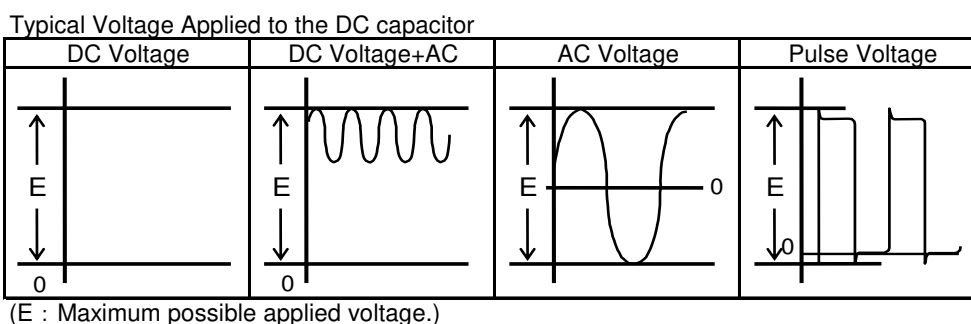 Typical Voltage Applied to the DC capacitor
DC Voltage DC Voltage+AC AC Voltage Pulse Voltage
E E E 0 E
0
0 0
(E：Maximum possible applied voltage.)